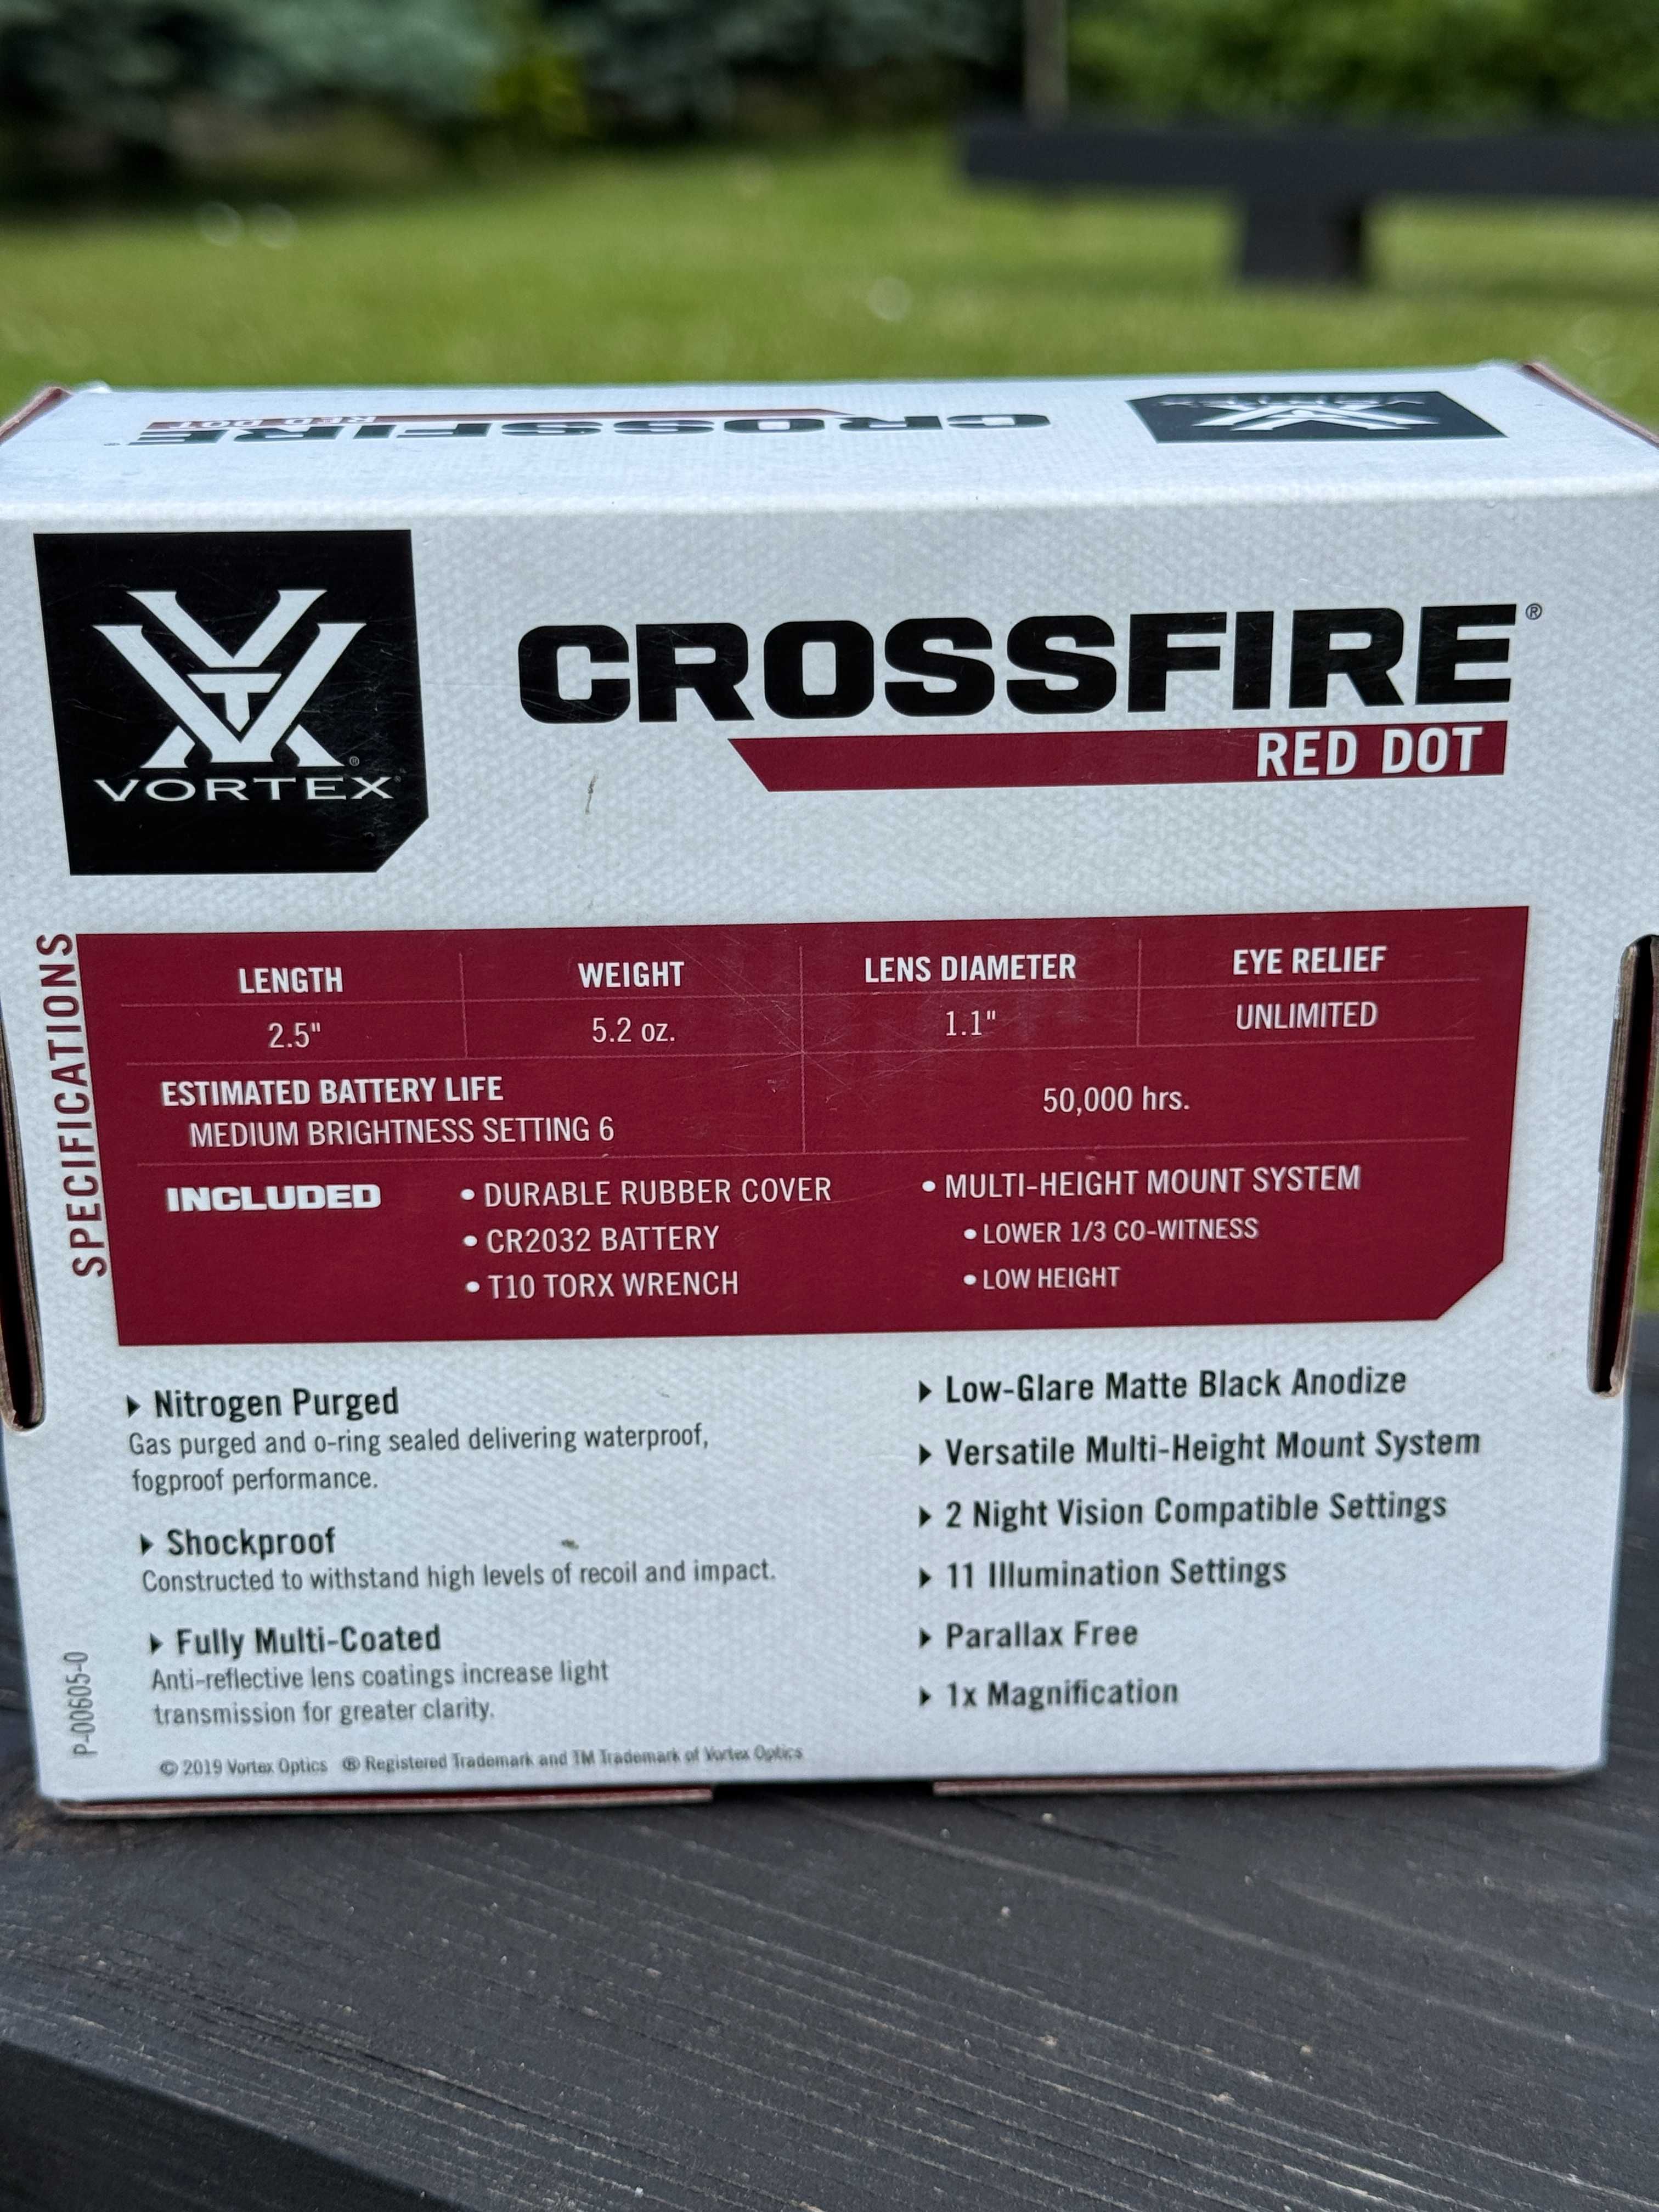 CROSSFIRE®
RED DOT
VORTEX
VORTEX®
CROSSFIRE®
RED DOT
SPECIFICATIONS
LENGTH WEIGHT LENS DIAMETER EYE RELIEF
2.5" 5.2 oz. 1.1" UNLIMITED
ESTIMATED BATTERY LIFE
MEDIUM BRIGHTNESS SETTING 6
50,000 hrs.
INCLUDED
• DURABLE RUBBER COVER
• CR2032 BATTERY
• T10 TORX WRENCH
• MULTI-HEIGHT MOUNT SYSTEM
• LOWER 1/3 CO-WITNESS
• LOW HEIGHT
Nitrogen Purged
Gas purged and o-ring sealed delivering waterproof,
fogproof performance.
Shockproof
Constructed to withstand high levels of recoil and impact.
Fully Multi-Coated
Anti-reflective lens coatings increase light
transmission for greater clarity.
Low-Glare Matte Black Anodize
Versatile Multi-Height Mount System
2 Night Vision Compatible Settings
11 Illumination Settings
Parallax Free
1x Magnification
P-00605-0
© 2019 Vortex Optics ® Registered Trademark and TM Trademark of Vortex Optics